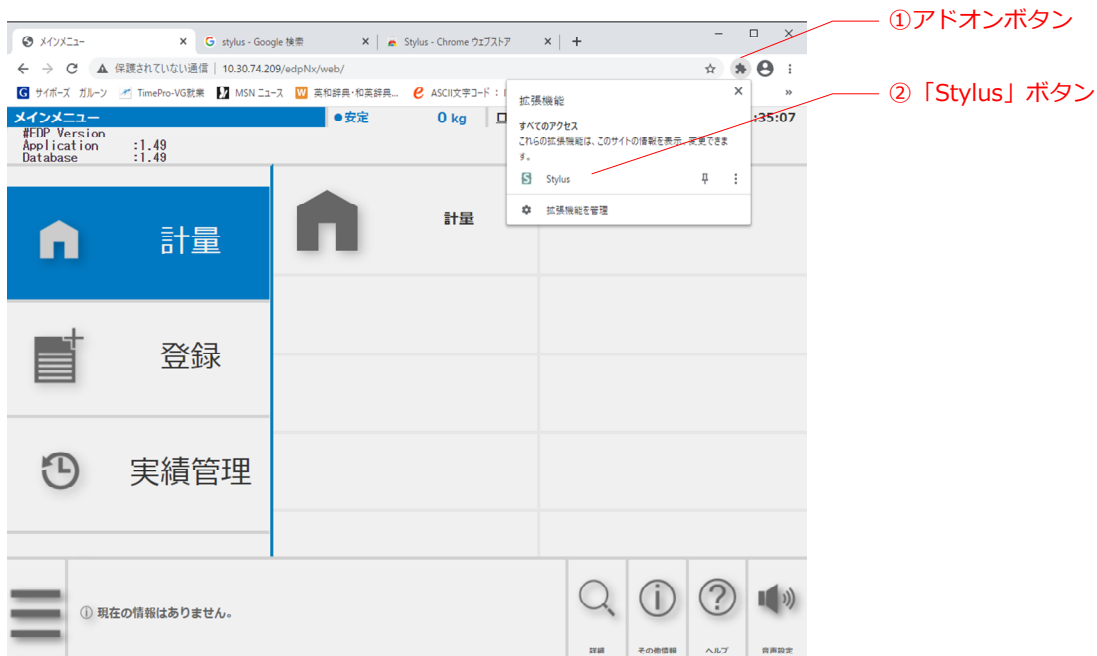 ①アドオンボタン
メインメニュー
stylus - Google 検索
Stylus - Chrome ウェブストア
保護されていない通信 | 10.30.74.209/edpNx/web/
②「Stylus」ボタン
サイボーズ ガルーン
TimePro-VG就業
MSN ニュース
英和辞典・和英辞典...
ASCII文字コード :
»
メインメニュー
●安定
0 kg
:35:07
#EDP Version
Application :1.49
Database :1.49
拡張機能
すべてのアクセス
これらの拡張機能は、このサイトの情報を表示、変更できま
す。
Stylus
拡張機能を管理
計量
計量
登録
実績管理
現在の情報はありません。
詳細
その他情報
ヘルプ
音声設定